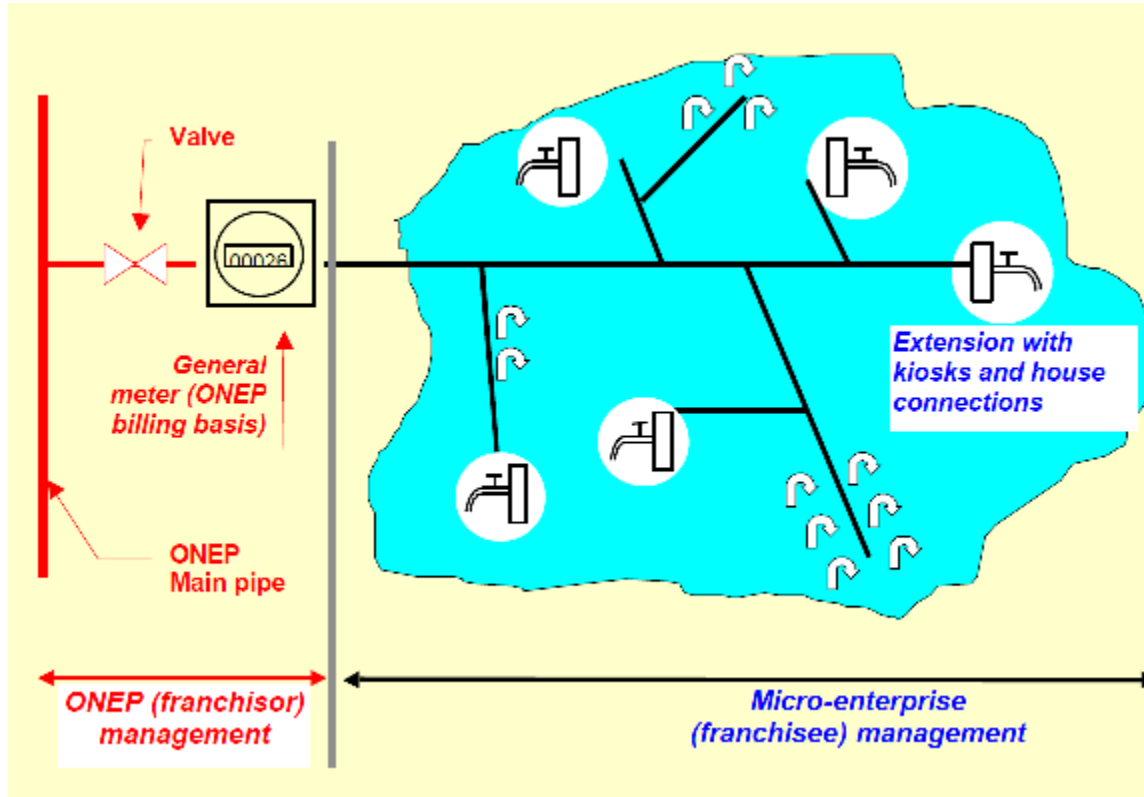 Valve
00026
General
meter (ONEP
billing basis)
Extension with
kiosks and house
connections
ONEP
Main pipe
ONEP (franchisor)
management
Micro-enterprise
(franchisee) management